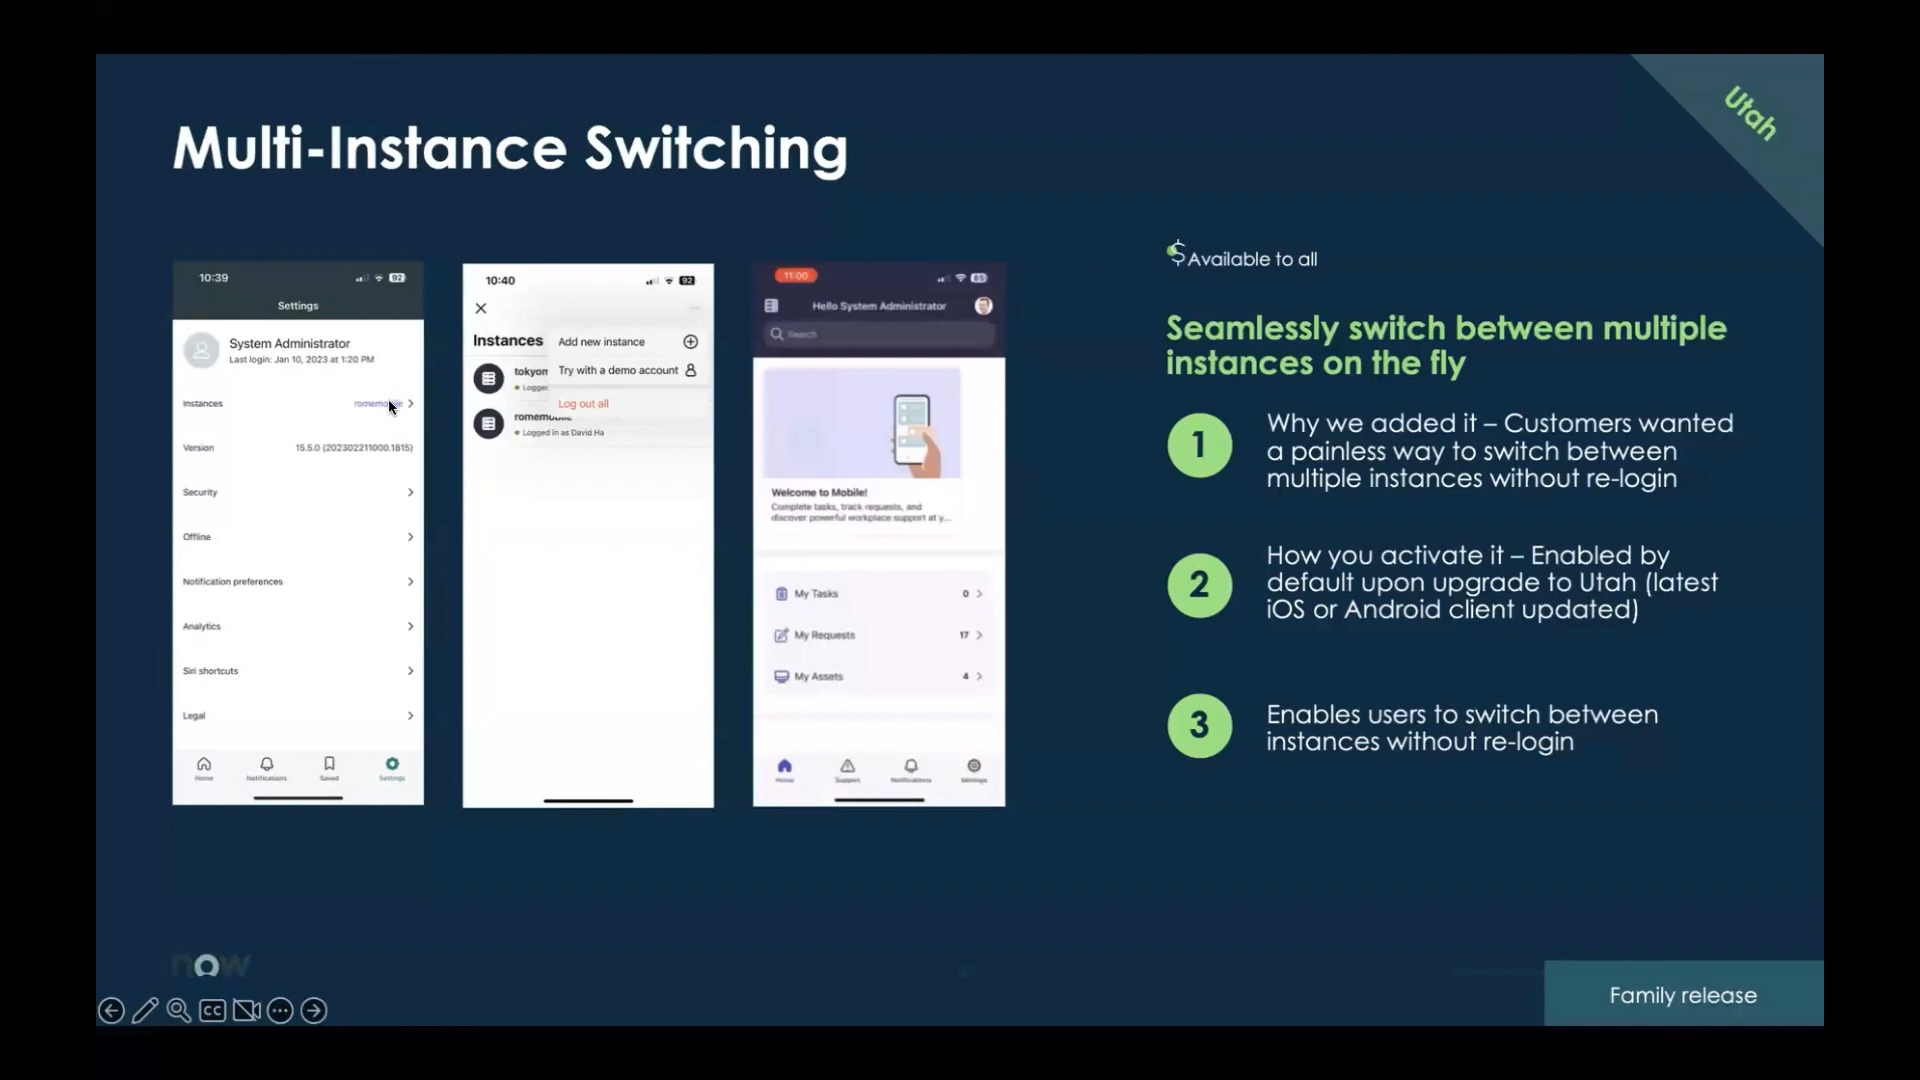 Utah
Multi-Instance Switching
10:39
92
Settings
System Administrator
Last login: Jan 10, 2023 at 1:20 PM
Instances
Version
15.5.0 (202302211000.1815)
Security
Offline
Notification preferences
Analytics
Siri shortcuts
Legal
Home
Notifications
Saved
Settings
10:40
92
Instances
Add new instance
Try with a demo account
Log out all
Logged in as David Ha
11:00
Hello System Administrator
Search
Welcome to Mobile!
Complete tasks, track requests, and
discover powerful workplace support at y...
My Tasks
0
My Requests
17
My Assets
4
Home
Support
Notifications
Settings
$ Available to all
Seamlessly switch between multiple
instances on the fly
1
Why we added it – Customers wanted
a painless way to switch between
multiple instances without re-login
2
How you activate it – Enabled by
default upon upgrade to Utah (latest
iOS or Android client updated)
3
Enables users to switch between
instances without re-login
now
CC
Family release